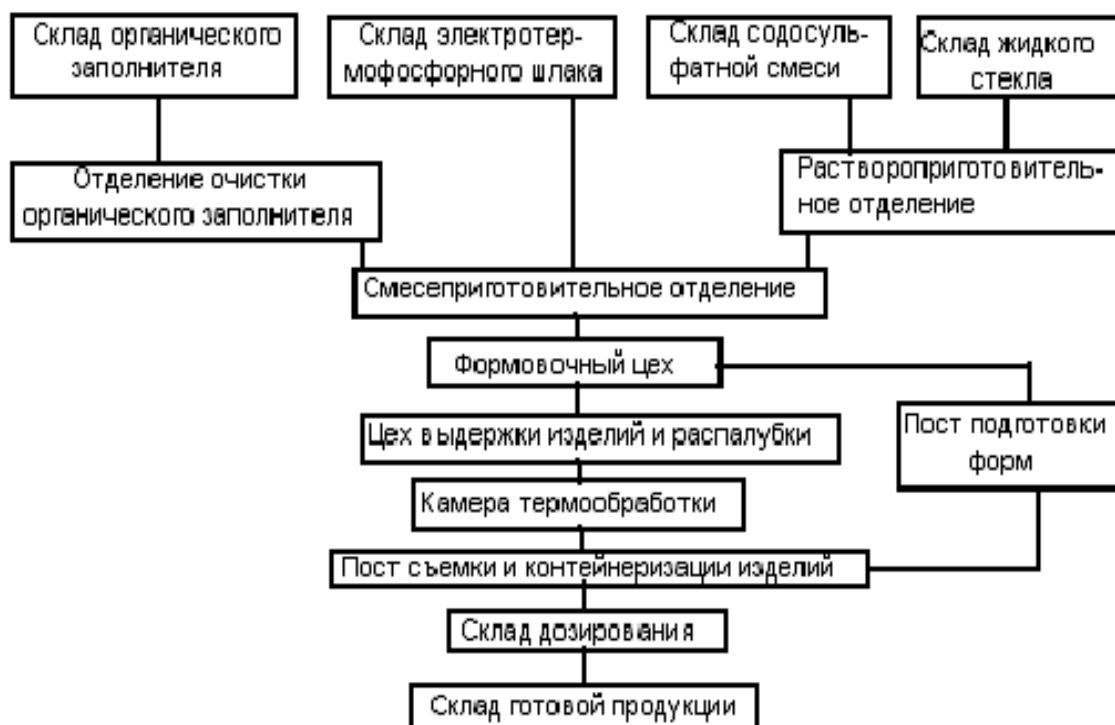 Склад органического
заполнителя
Склад электротер-
мофосфорного шлака
Склад содосуль-
фатной смеси
Склад жидкого
стекла
Отделение очистки
органического заполнителя
Раствороприготовитель-
ное отделение
Смесеприготовительное отделение
Формовочный цех
Цех выдержки изделий и распалубки
Пост подготовки
форм
Камера термообработки
Пост съемки и контейнеризации изделий
Склад дозирования
Склад готовой продукции